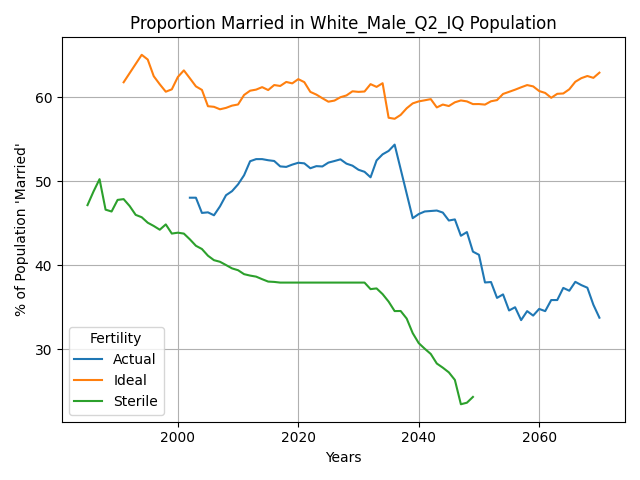 Proportion Married in White_Male_Q2_IQ Population
% of Population 'Married'
60
50
40
30
Fertility
Actual
Ideal
Sterile
2000 2020 2040 2060
Years